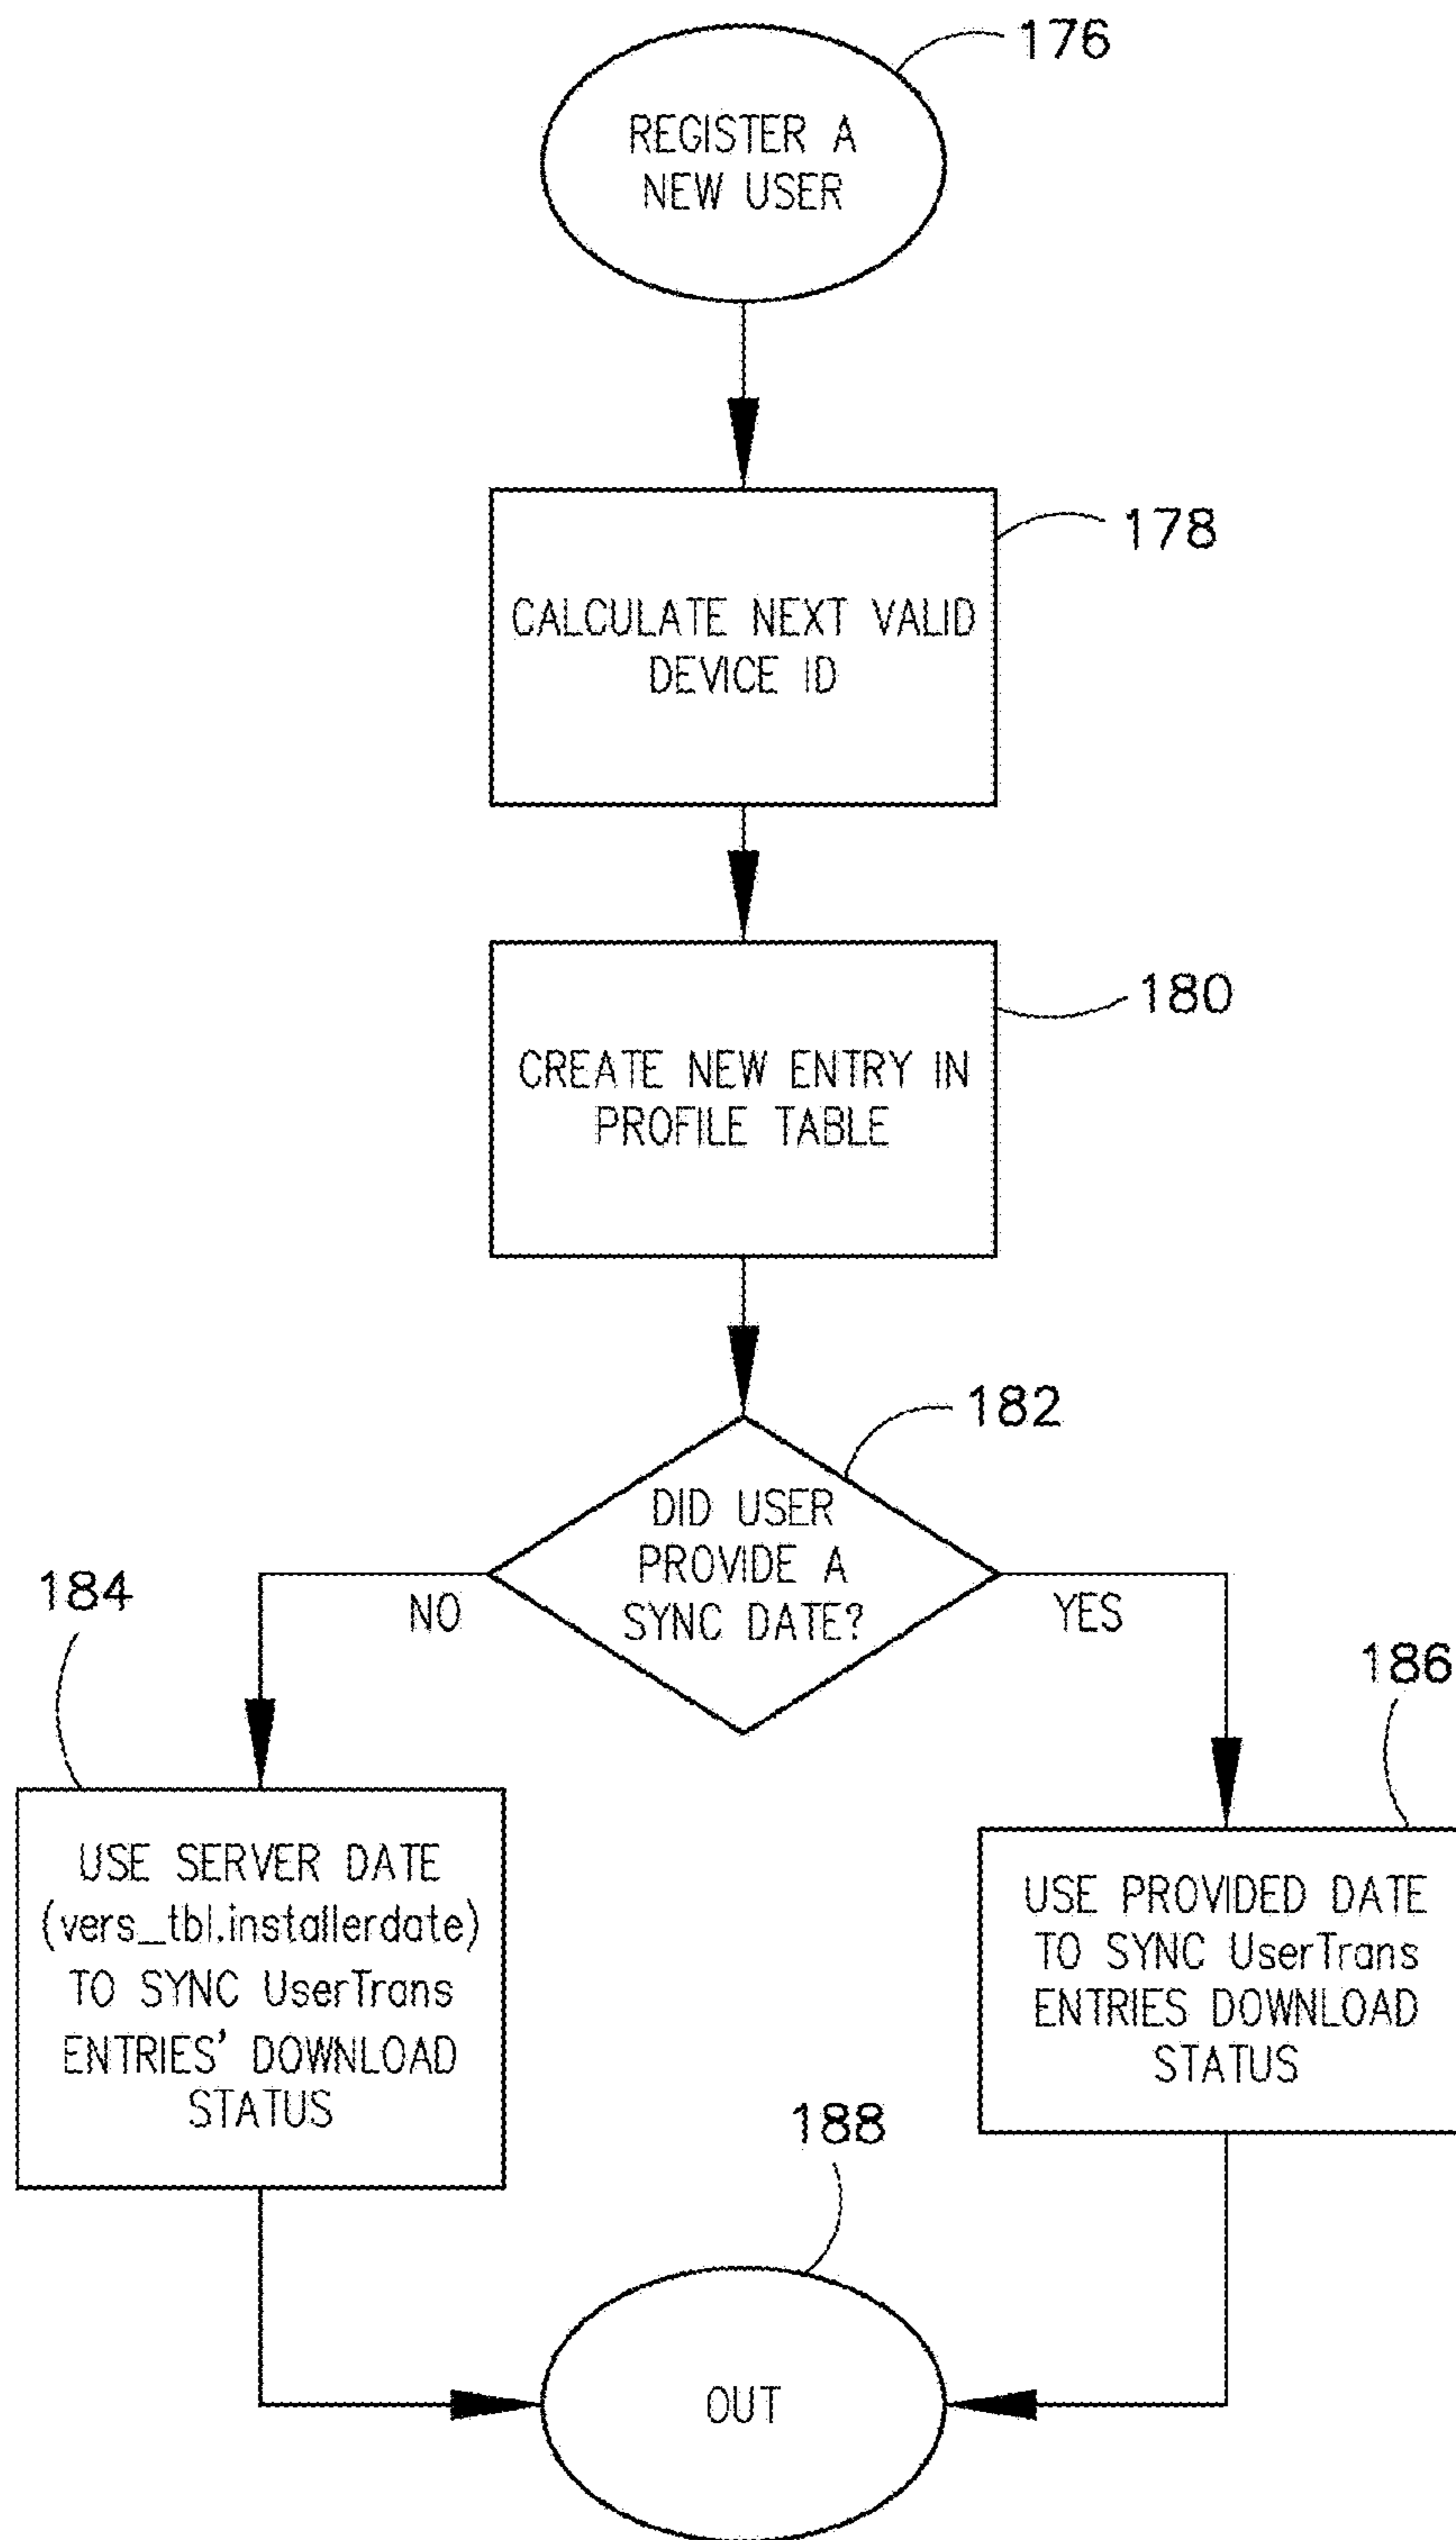 176
REGISTER A
NEW USER
178
CALCULATE NEXT VALID
DEVICE ID
180
CREATE NEW ENTRY IN
PROFILE TABLE
182
DID USER
PROVIDE A
SYNC DATE?
NO
YES
184
USE SERVER DATE
(vers_tbl.installerdate)
TO SYNC UserTrans
ENTRIES' DOWNLOAD
STATUS
186
USE PROVIDED DATE
TO SYNC UserTrans
ENTRIES DOWNLOAD
STATUS
188
OUT